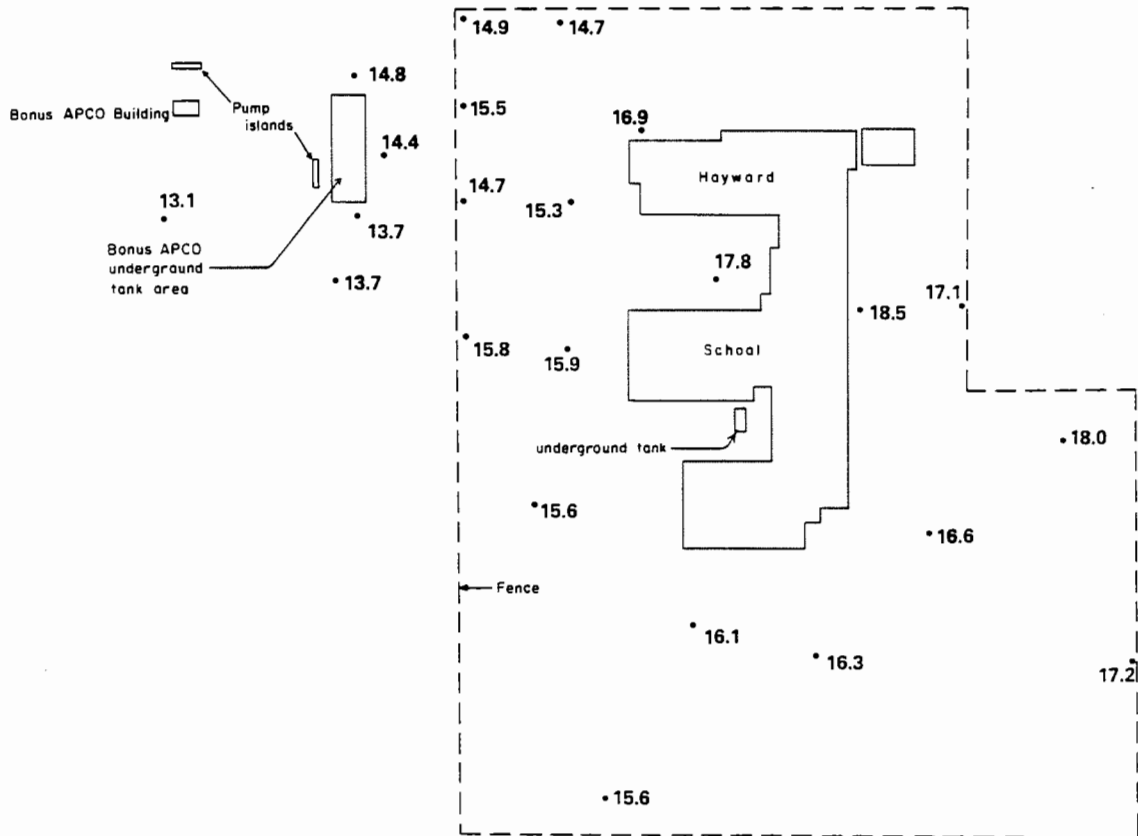 14.9
14.7
14.8
Bonus APCO Building
Pump
islands
15.5
16.9
14.4
Hayward
14.7
15.3
13.1
13.7
Bonus APCO
underground
tank area
13.7
17.8
18.5
17.1
15.8
15.9
School
underground tank
18.0
15.6
16.6
Fence
16.1
16.3
17.2
15.6